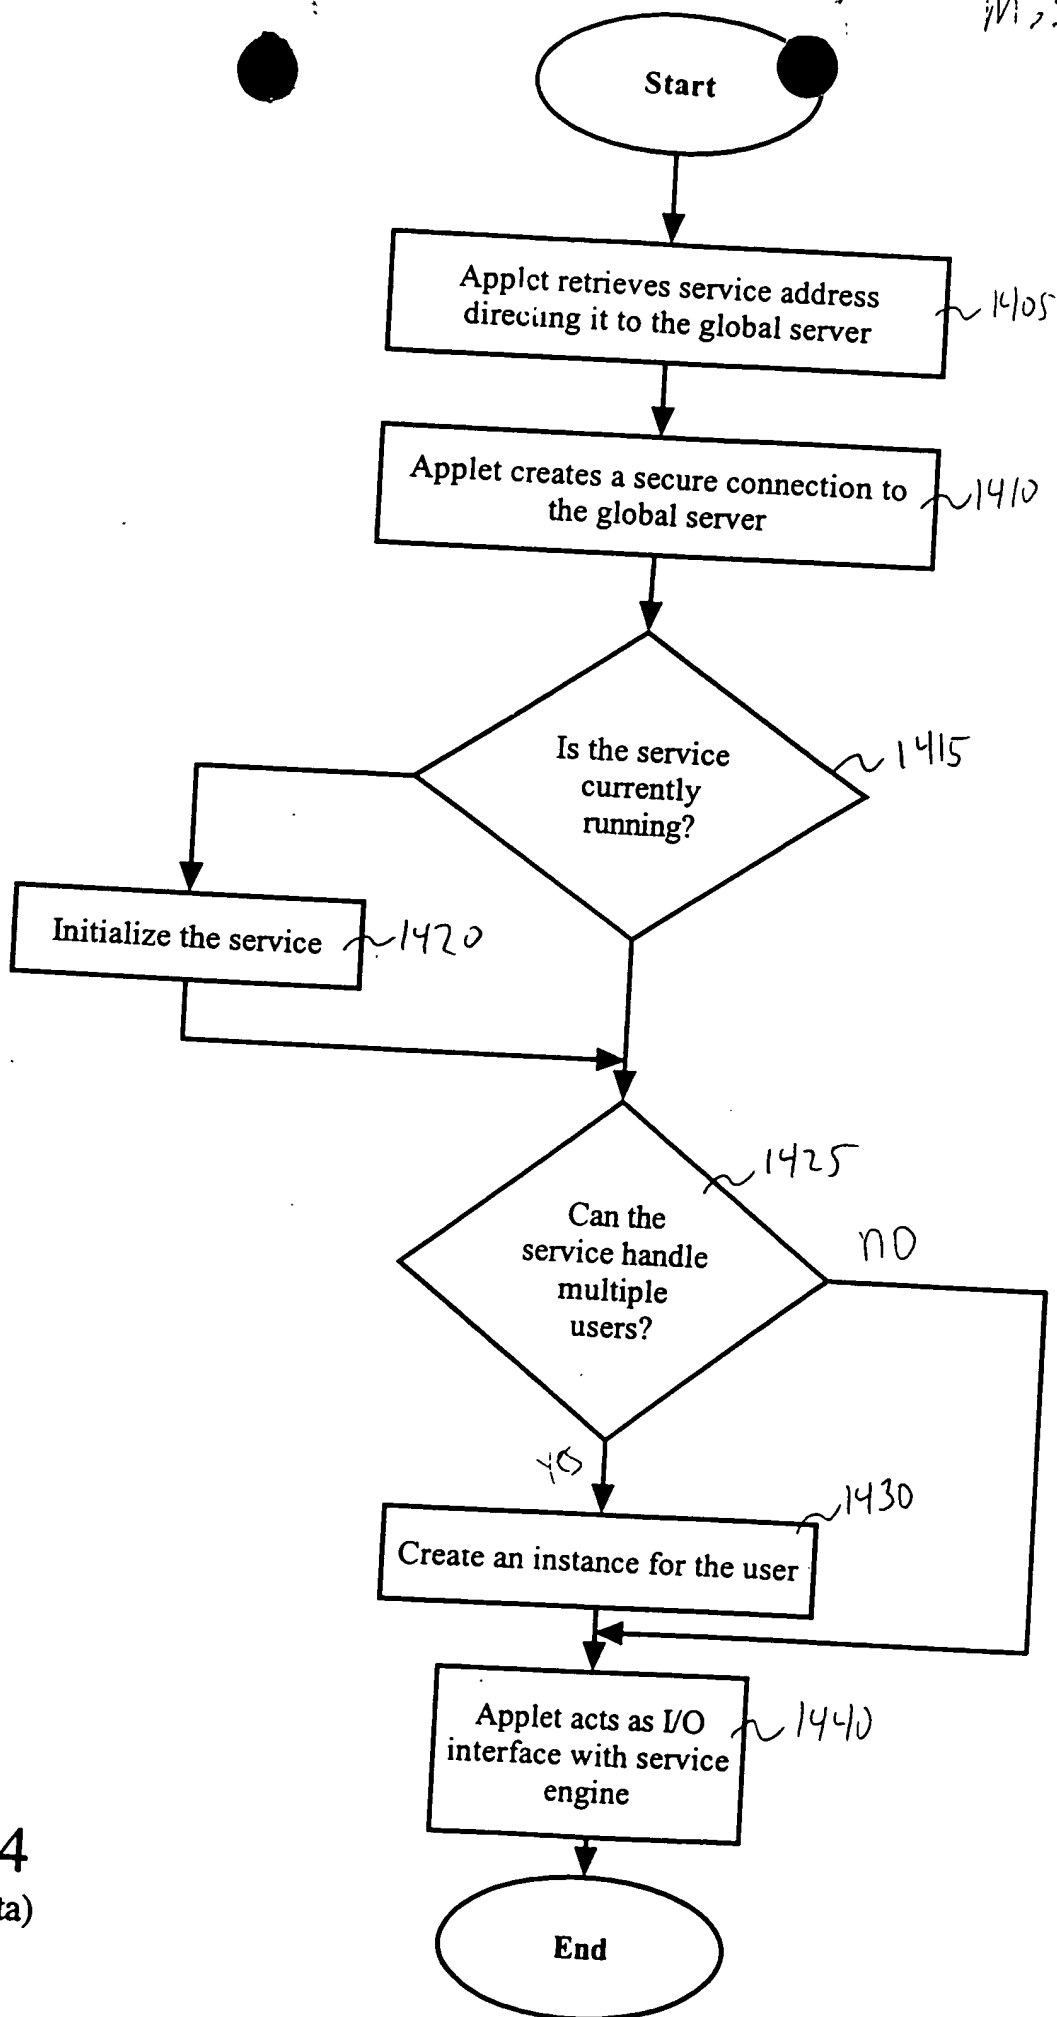 Start
Applet retrieves service address
directing it to the global server
1405
Applet creates a secure connection to
the global server
1410
Is the service
currently
running?
1415
Initialize the service
1420
1425
Can the
service handle
multiple
users?
no
yes
1430
Create an instance for the user
Applet acts as I/O
interface with service
engine
1440
4
ta)
End